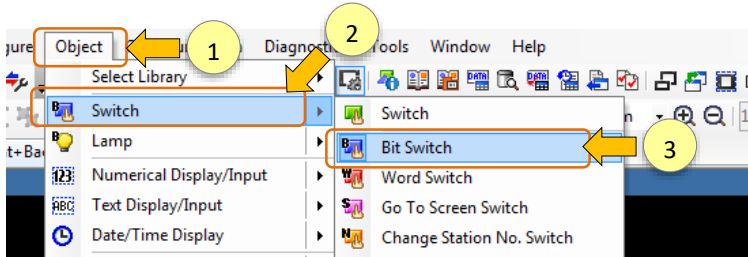 Object 1 Diagnosti 2 Tools Window Help
Select Library
Switch Switch
Lamp Bit Switch 3
Numerical Display/Input Word Switch
Text Display/Input Go To Screen Switch
Date/Time Display Change Station No. Switch